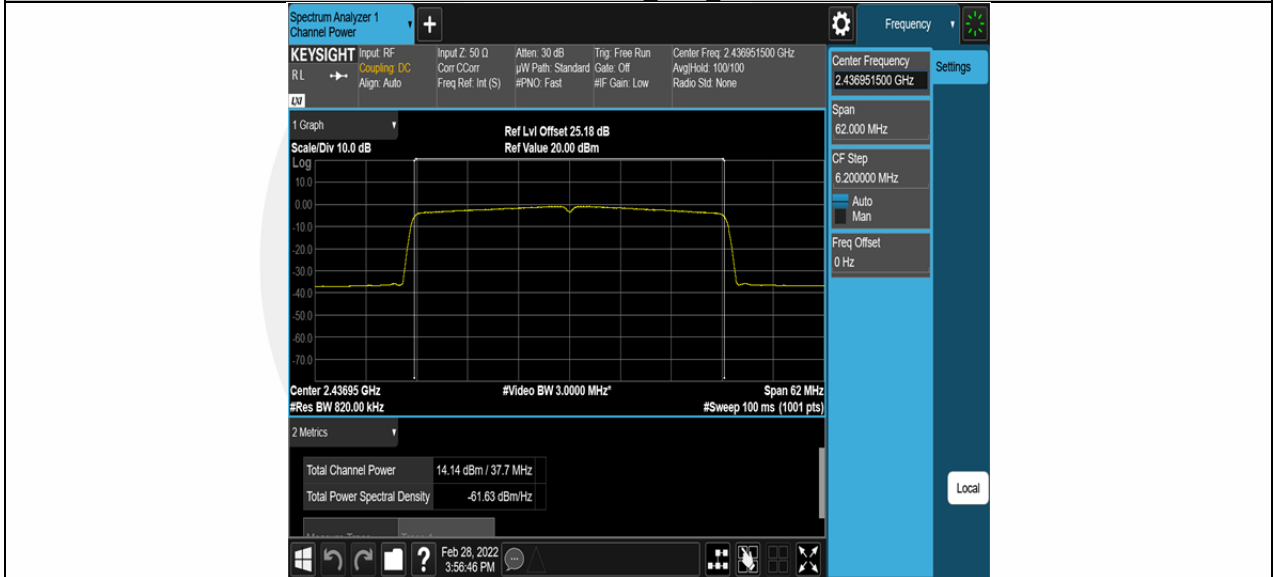 Spectrum Analyzer 1
Channel Power
+
Frequency
KEYSIGHT
RL
LXI
Input: RF
Coupling: DC
Align: Auto
Input Z: 50 Ω
Corr CCorr
Freq Ref: Int (S)
Atten: 30 dB
µW Path: Standard
#PNO: Fast
Trig: Free Run
Gate: Off
#IF Gain: Low
Center Freq: 2.436951500 GHz
Avg|Hold: 100/100
Radio Std: None
Center Frequency
2.436951500 GHz
Settings
Span
62.000 MHz
CF Step
6.200000 MHz
Auto
Man
Freq Offset
0 Hz
1 Graph
Scale/Div 10.0 dB
Ref Lvl Offset 25.18 dB
Ref Value 20.00 dBm
Log
10.0
0.00
-10.0
-20.0
-30.0
-40.0
-50.0
-60.0
-70.0
Center 2.43695 GHz
#Res BW 820.00 kHz
#Video BW 3.0000 MHz*
Span 62 MHz
#Sweep 100 ms (1001 pts)
2 Metrics
Total Channel Power 14.14 dBm / 37.7 MHz
Total Power Spectral Density -61.63 dBm/Hz
Local
?
Feb 28, 2022
3:56:46 PM